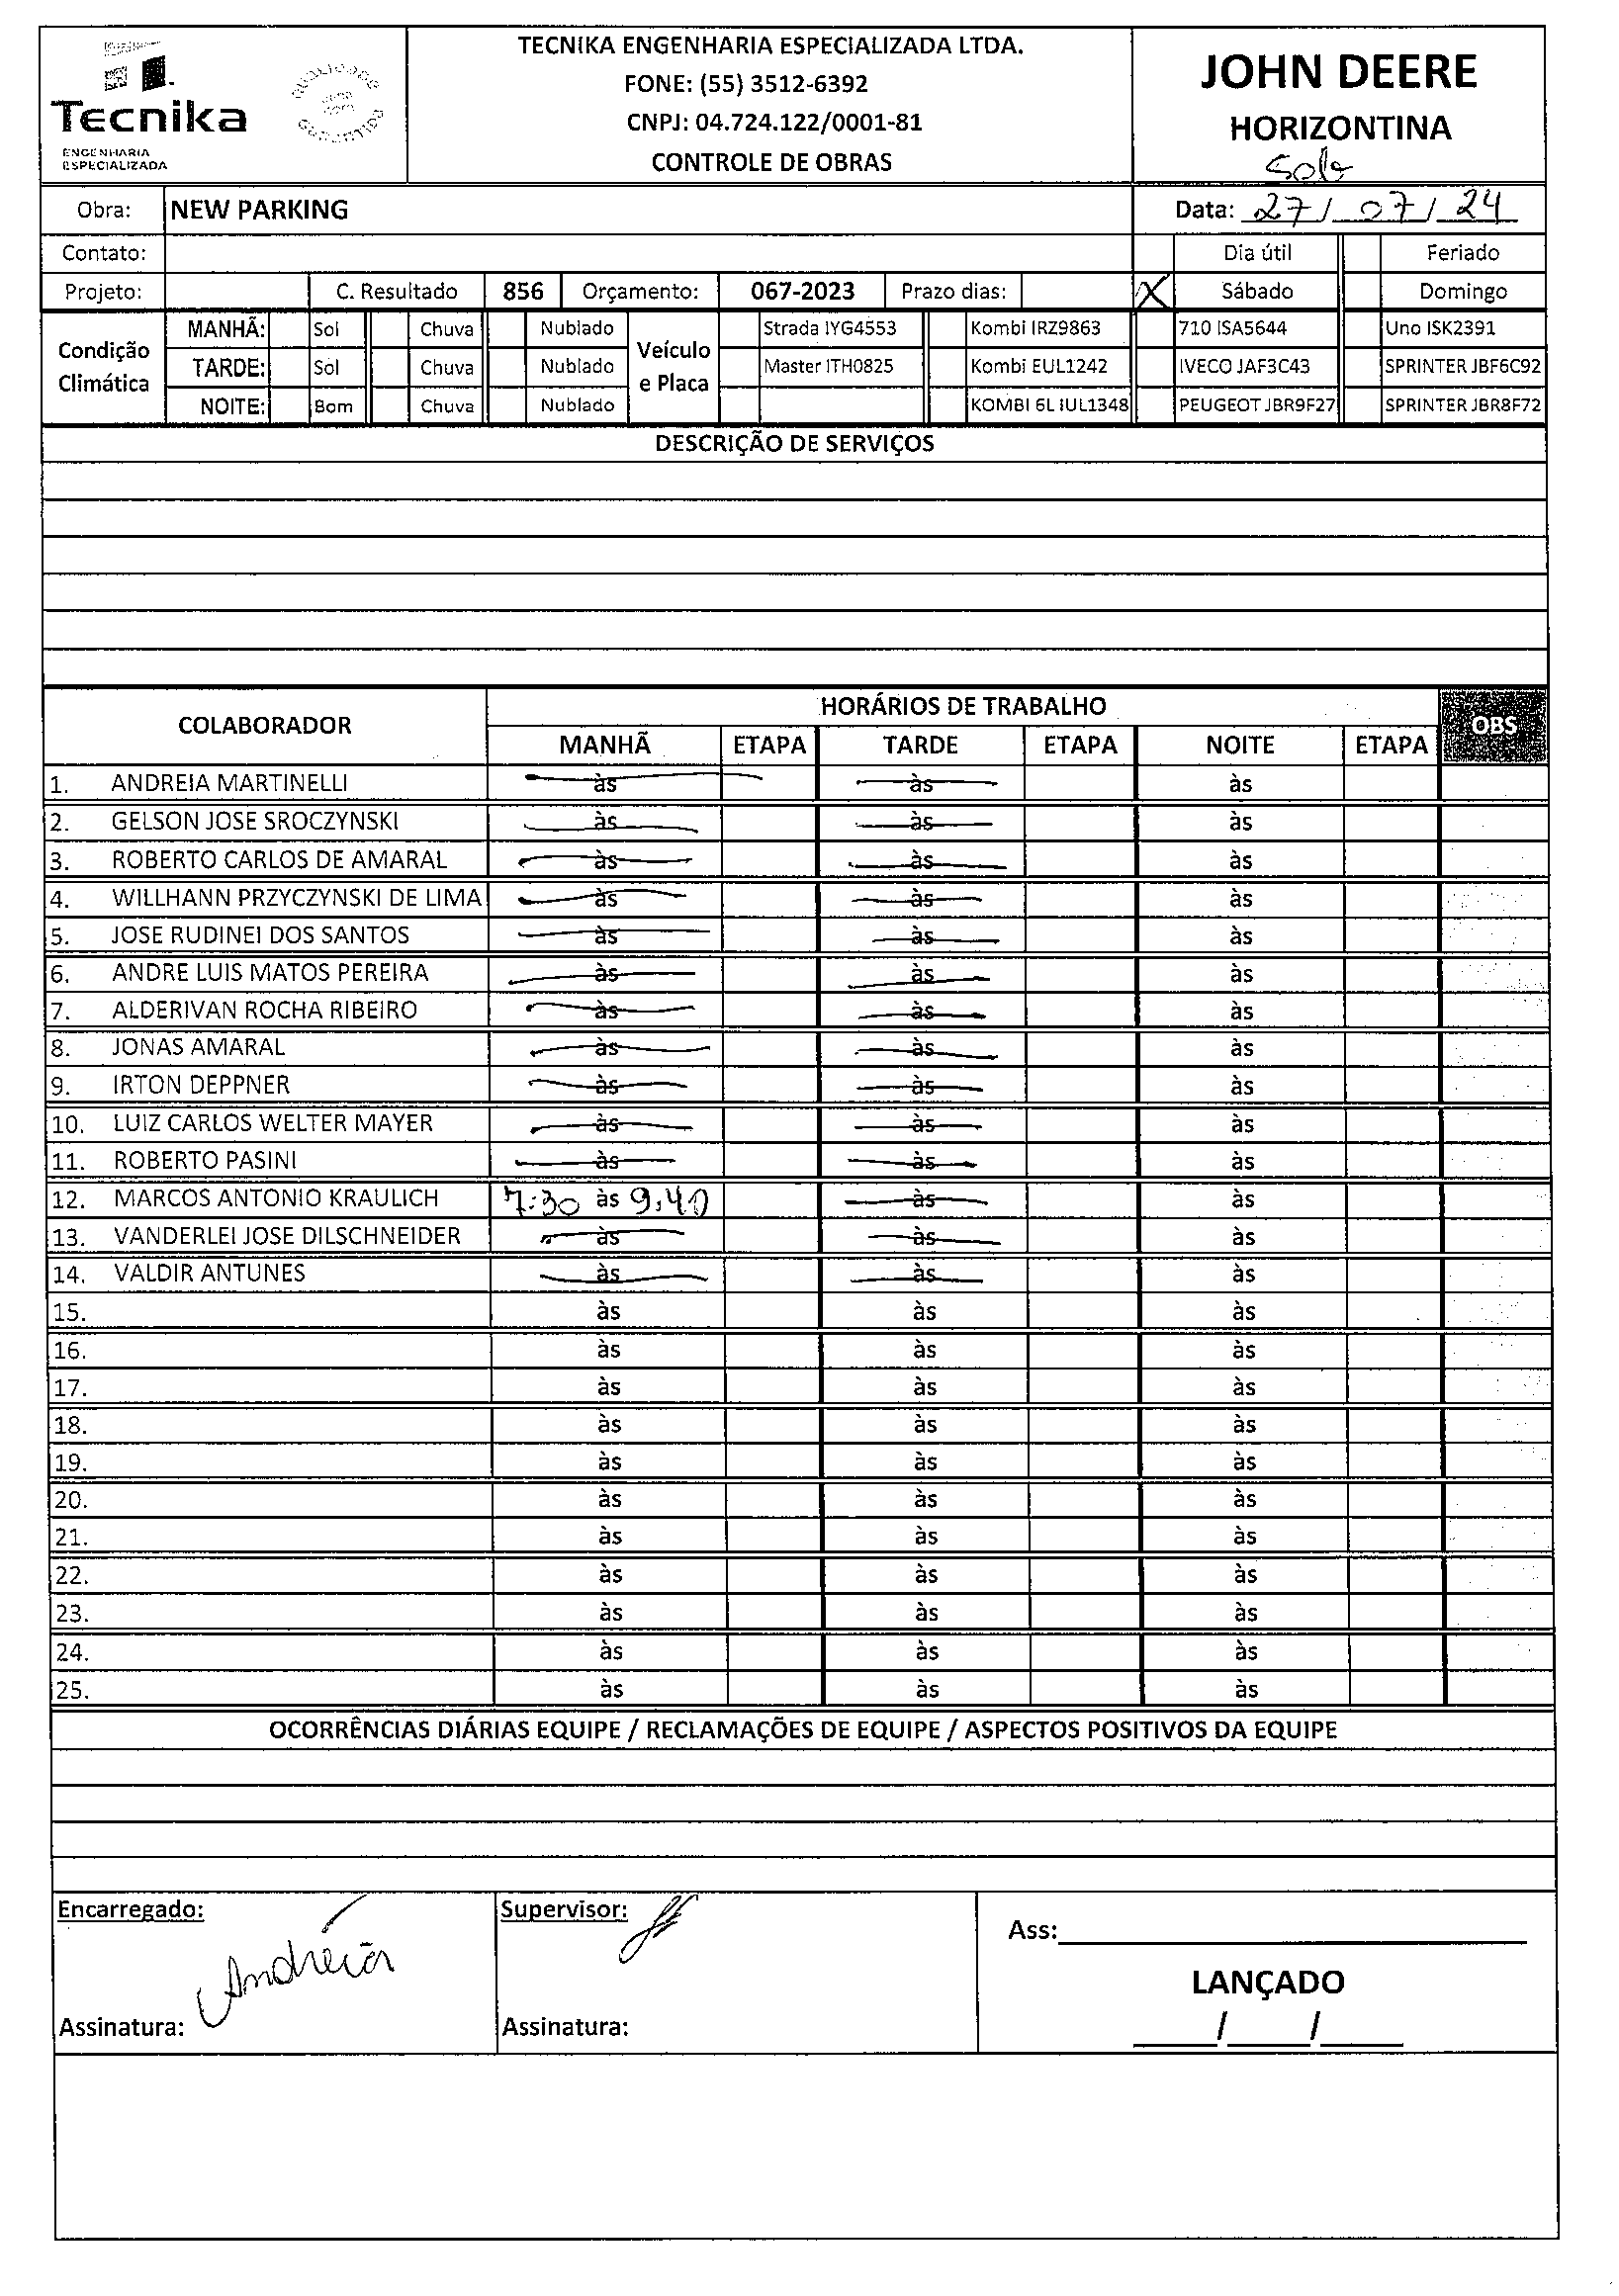 Tecnika
ENGENHARIA
ESPECIALIZADA
TECNIKA ENGENHARIA ESPECIALIZADA LTDA.
FONE: (55) 3512-6392
CNPJ: 04.724.122/0001-81
CONTROLE DE OBRAS
JOHN DEERE
HORIZONTINA
Obra: NEW PARKING
Data: 27/07/24
Contato:
Dia útil Feriado
Projeto: C. Resultado 856 Orçamento: 067-2023 Prazo dias: X Sábado Domingo
Condição Climática
MANHÃ: Sol Chuva Nublado
TARDE: Sol Chuva Nublado
NOITE: Bom Chuva Nublado
Veículo e Placa
Strada IYG4553 Kombi IRZ9863 710 ISA5644 Uno ISK2391
Master ITH0825 Kombi EUL1242 IVECO JAF3C43 SPRINTER JBF6C92
KOMBI 6L IUL1348 PEUGEOT JBR9F27 SPRINTER JBR8F72
DESCRIÇÃO DE SERVIÇOS
COLABORADOR HORÁRIOS DE TRABALHO OBS
MANHÃ ETAPA TARDE ETAPA NOITE ETAPA
1. ANDREIA MARTINELLI às às às
2. GELSON JOSE SROCZYNSKI às às às
3. ROBERTO CARLOS DE AMARAL às às às
4. WILLHANN PRZYCZYNSKI DE LIMA às às às
5. JOSE RUDINEI DOS SANTOS às às às
6. ANDRE LUIS MATOS PEREIRA às às às
7. ALDERIVAN ROCHA RIBEIRO às às às
8. JONAS AMARAL às às às
9. IRTON DEPPNER às às às
10. LUIZ CARLOS WELTER MAYER às às às
11. ROBERTO PASINI às às às
12. MARCOS ANTONIO KRAULICH 7:30 às 9:40 às às
13. VANDERLEI JOSE DILSCHNEIDER às às às
14. VALDIR ANTUNES às às às
15. às às às
16. às às às
17. às às às
18. às às às
19. às às às
20. às às às
21. às às às
22. às às às
23. às às às
24. às às às
25. às às às
OCORRÊNCIAS DIÁRIAS EQUIPE / RECLAMAÇÕES DE EQUIPE / ASPECTOS POSITIVOS DA EQUIPE
Encarregado:
Andréia
Assinatura:
Supervisor:
Assinatura:
Ass:
LANÇADO
/ /